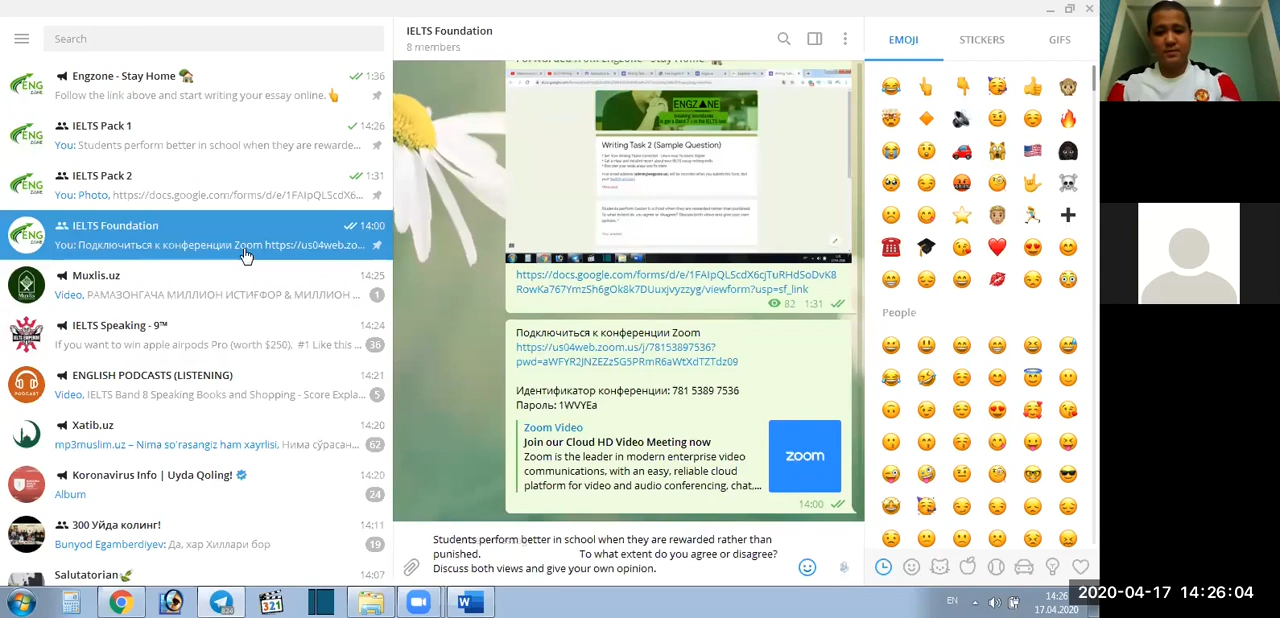 Search
Engzone - Stay Home
1:36
Follow the link above and start writing your essay online.
IELTS Pack 1
14:26
You: Students perform better in school when they are rewarde...
IELTS Pack 2
1:31
You: Photo, https://docs.google.com/forms/d/e/1FAIpQLScdX6...
IELTS Foundation
14:00
You: Подключиться к конференции Zoom https://us04web.zo...
Muxlis.uz
14:25
Video, РАМАЗОНГАЧА МИЛЛИОН ИСТИҒФОР & МИЛЛИОН ...
1
IELTS Speaking - 9™
14:24
If you want to win apple airpods Pro (worth $250), #1 Like this ...
36
ENGLISH PODCASTS (LISTENING)
14:21
Video, IELTS Band 8 Speaking Books and Shopping - Score Expla...
5
Xatib.uz
14:20
mp3muslim.uz – Nima so'rasangiz ham xayrlisi, Нима сўрасан...
62
Koronavirus Info | Uyda Qoling!
14:20
Album
24
300 Уйда колинг!
14:11
Bunyod Egamberdiyev: Да, хар Хиллари бор
19
Salutatorian
14:07
IELTS Foundation
8 members
ENGZONE
Writing Task 2 (Sample Question)
https://docs.google.com/forms/d/e/1FAIpQLScdX6cjTuRHdSoDvK8
RowKa767YmzSh6gOk8k7DUuxjvyzzyg/viewform?usp=sf_link
82 1:31
Подключиться к конференции Zoom
https://us04web.zoom.us/j/78153897536?
pwd=aWFYR2JNZEZzSG5PRmR6aWtXdTZTdz09
Идентификатор конференции: 781 5389 7536
Пароль: 1WVYEa
Zoom Video
Join our Cloud HD Video Meeting now
Zoom is the leader in modern enterprise video
communications, with an easy, reliable cloud
platform for video and audio conferencing, chat,...
zoom
14:00
Students perform better in school when they are rewarded rather than
punished. To what extent do you agree or disagree?
Discuss both views and give your own opinion.
EMOJI
STICKERS
GIFS
People
EN
14:26
17.04.2020
2020-04-17 14:26:04